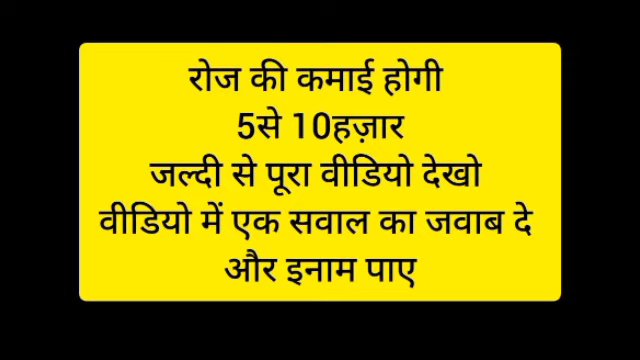 रोज की कमाई होगी
5से 10हज़ार
जल्दी से पूरा वीडियो देखो
वीडियो में एक सवाल का जवाब दे
और इनाम पाए